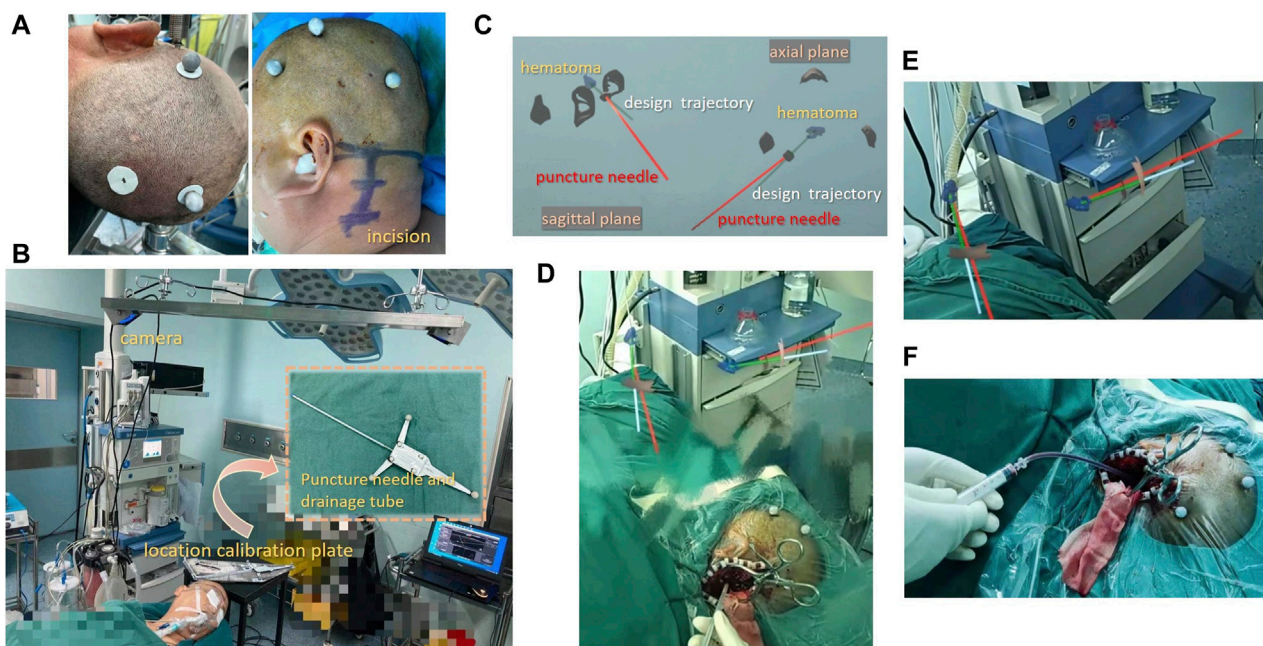 A
incision
B
camera
Puncture needle and
drainage tube
location calibration plate
C
axial plane
hematoma
design trajectory
hematoma
puncture needle
design trajectory
sagittal plane
puncture needle
D
E
F